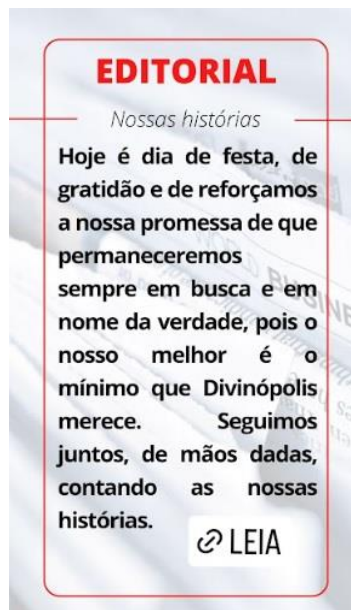 EDITORIAL
Nossas histórias
Hoje é dia de festa, de
gratidão e de reforçamos
a nossa promessa de que
permaneceremos
sempre em busca e em
nome da verdade, pois o
nosso melhor é o
mínimo que Divinópolis
merece. Seguimos
juntos, de mãos dadas,
contando as nossas
histórias.
LEIA